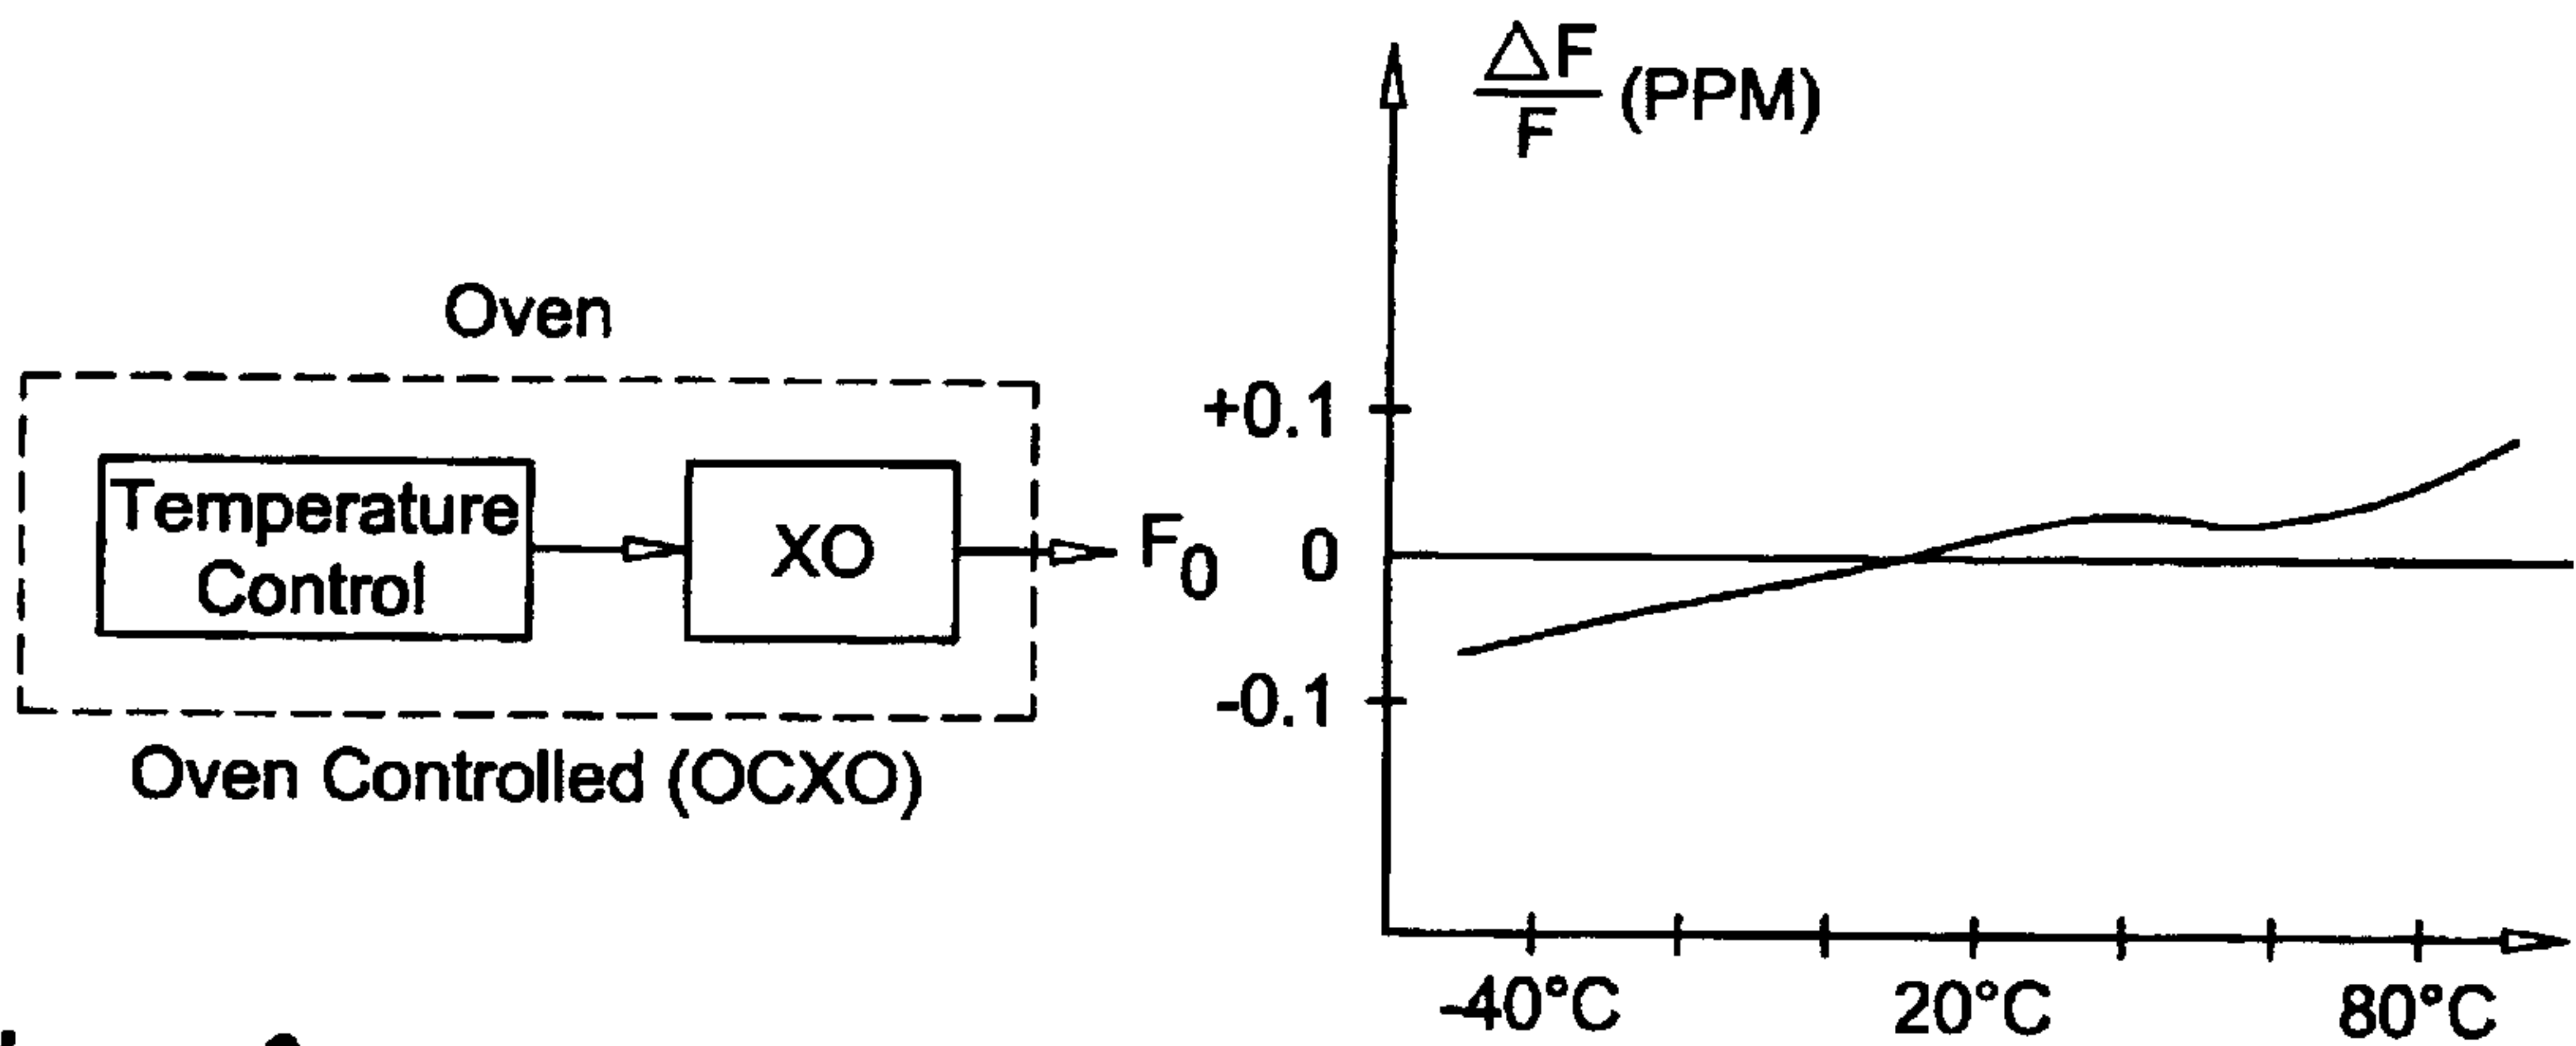 Oven
Temperature
Control
XO
F0
Oven Controlled (OCXO)
ΔF
F
(PPM)
+0.1
0
-0.1
-40°C
20°C
80°C